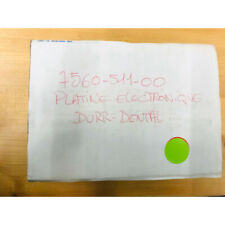 7560-511-00
PLATINE ELECTRONIQUE
DURR-DENTAL